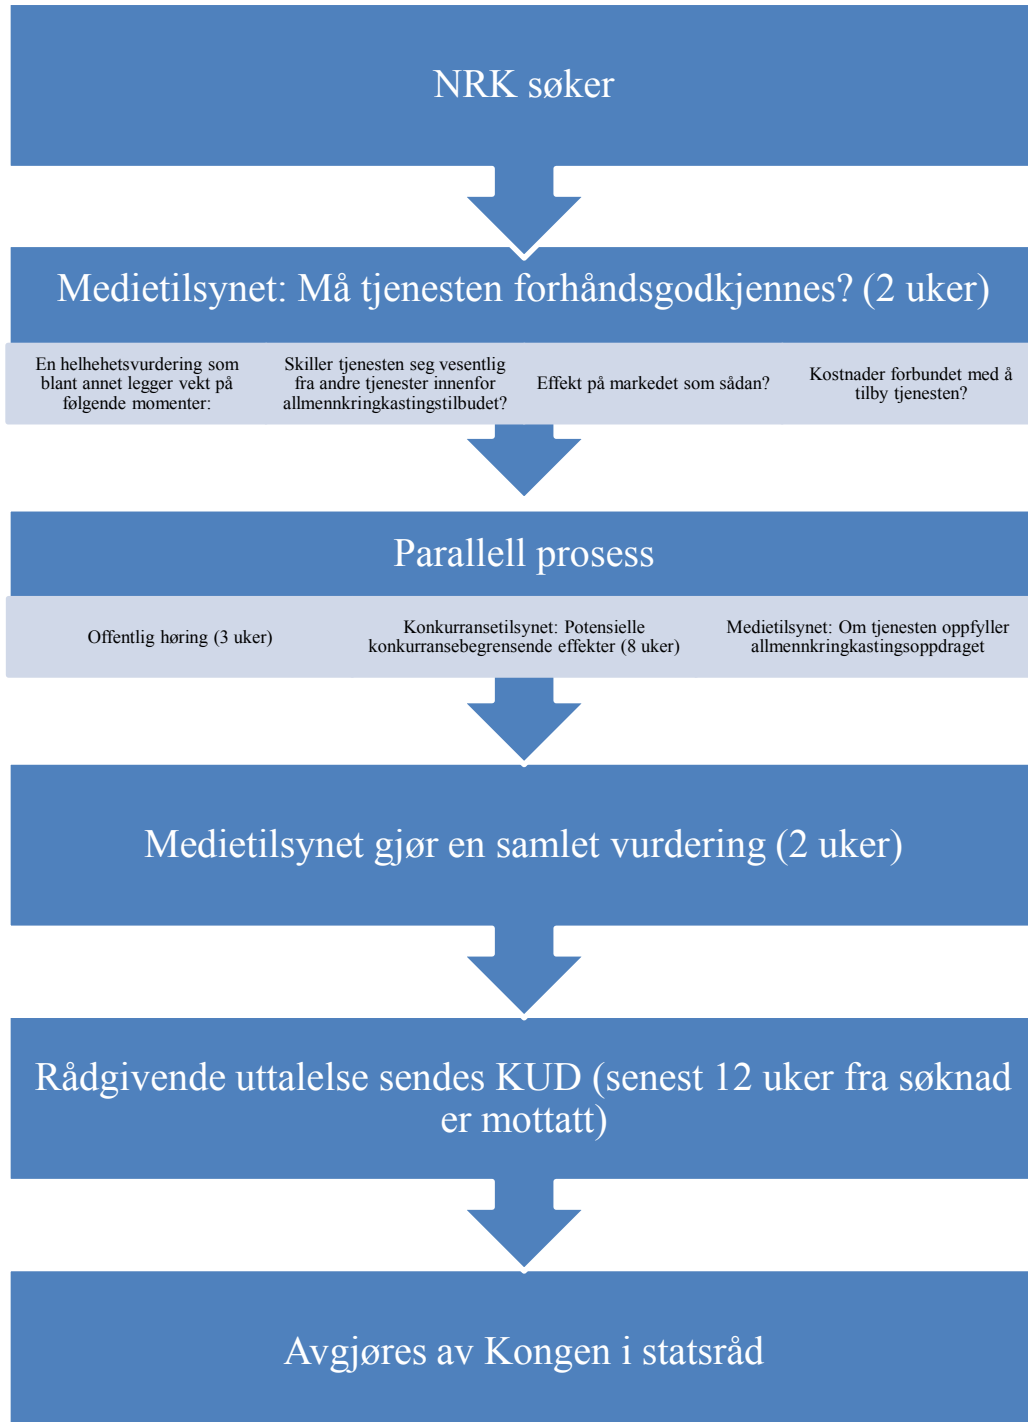 NRK søker
Medietilsynet: Må tjenesten forhåndsgodkjennes? (2 uker)
En helhehetsvurdering som
blant annet legger vekt på
følgende momenter:
Skiller tjenesten seg vesentlig
fra andre tjenester innenfor
allmennkringkastingstilbudet?
Effekt på markedet som sådan?
Kostnader forbundet med å
tilby tjenesten?
Parallell prosess
Offentlig høring (3 uker)
Konkurransetilsynet: Potensielle
konkurransebegrensende effekter (8 uker)
Medietilsynet: Om tjenesten oppfyller
allmennkringkastingsoppdraget
Medietilsynet gjør en samlet vurdering (2 uker)
Rådgivende uttalelse sendes KUD (senest 12 uker fra søknad
er mottatt)
Avgjøres av Kongen i statsråd